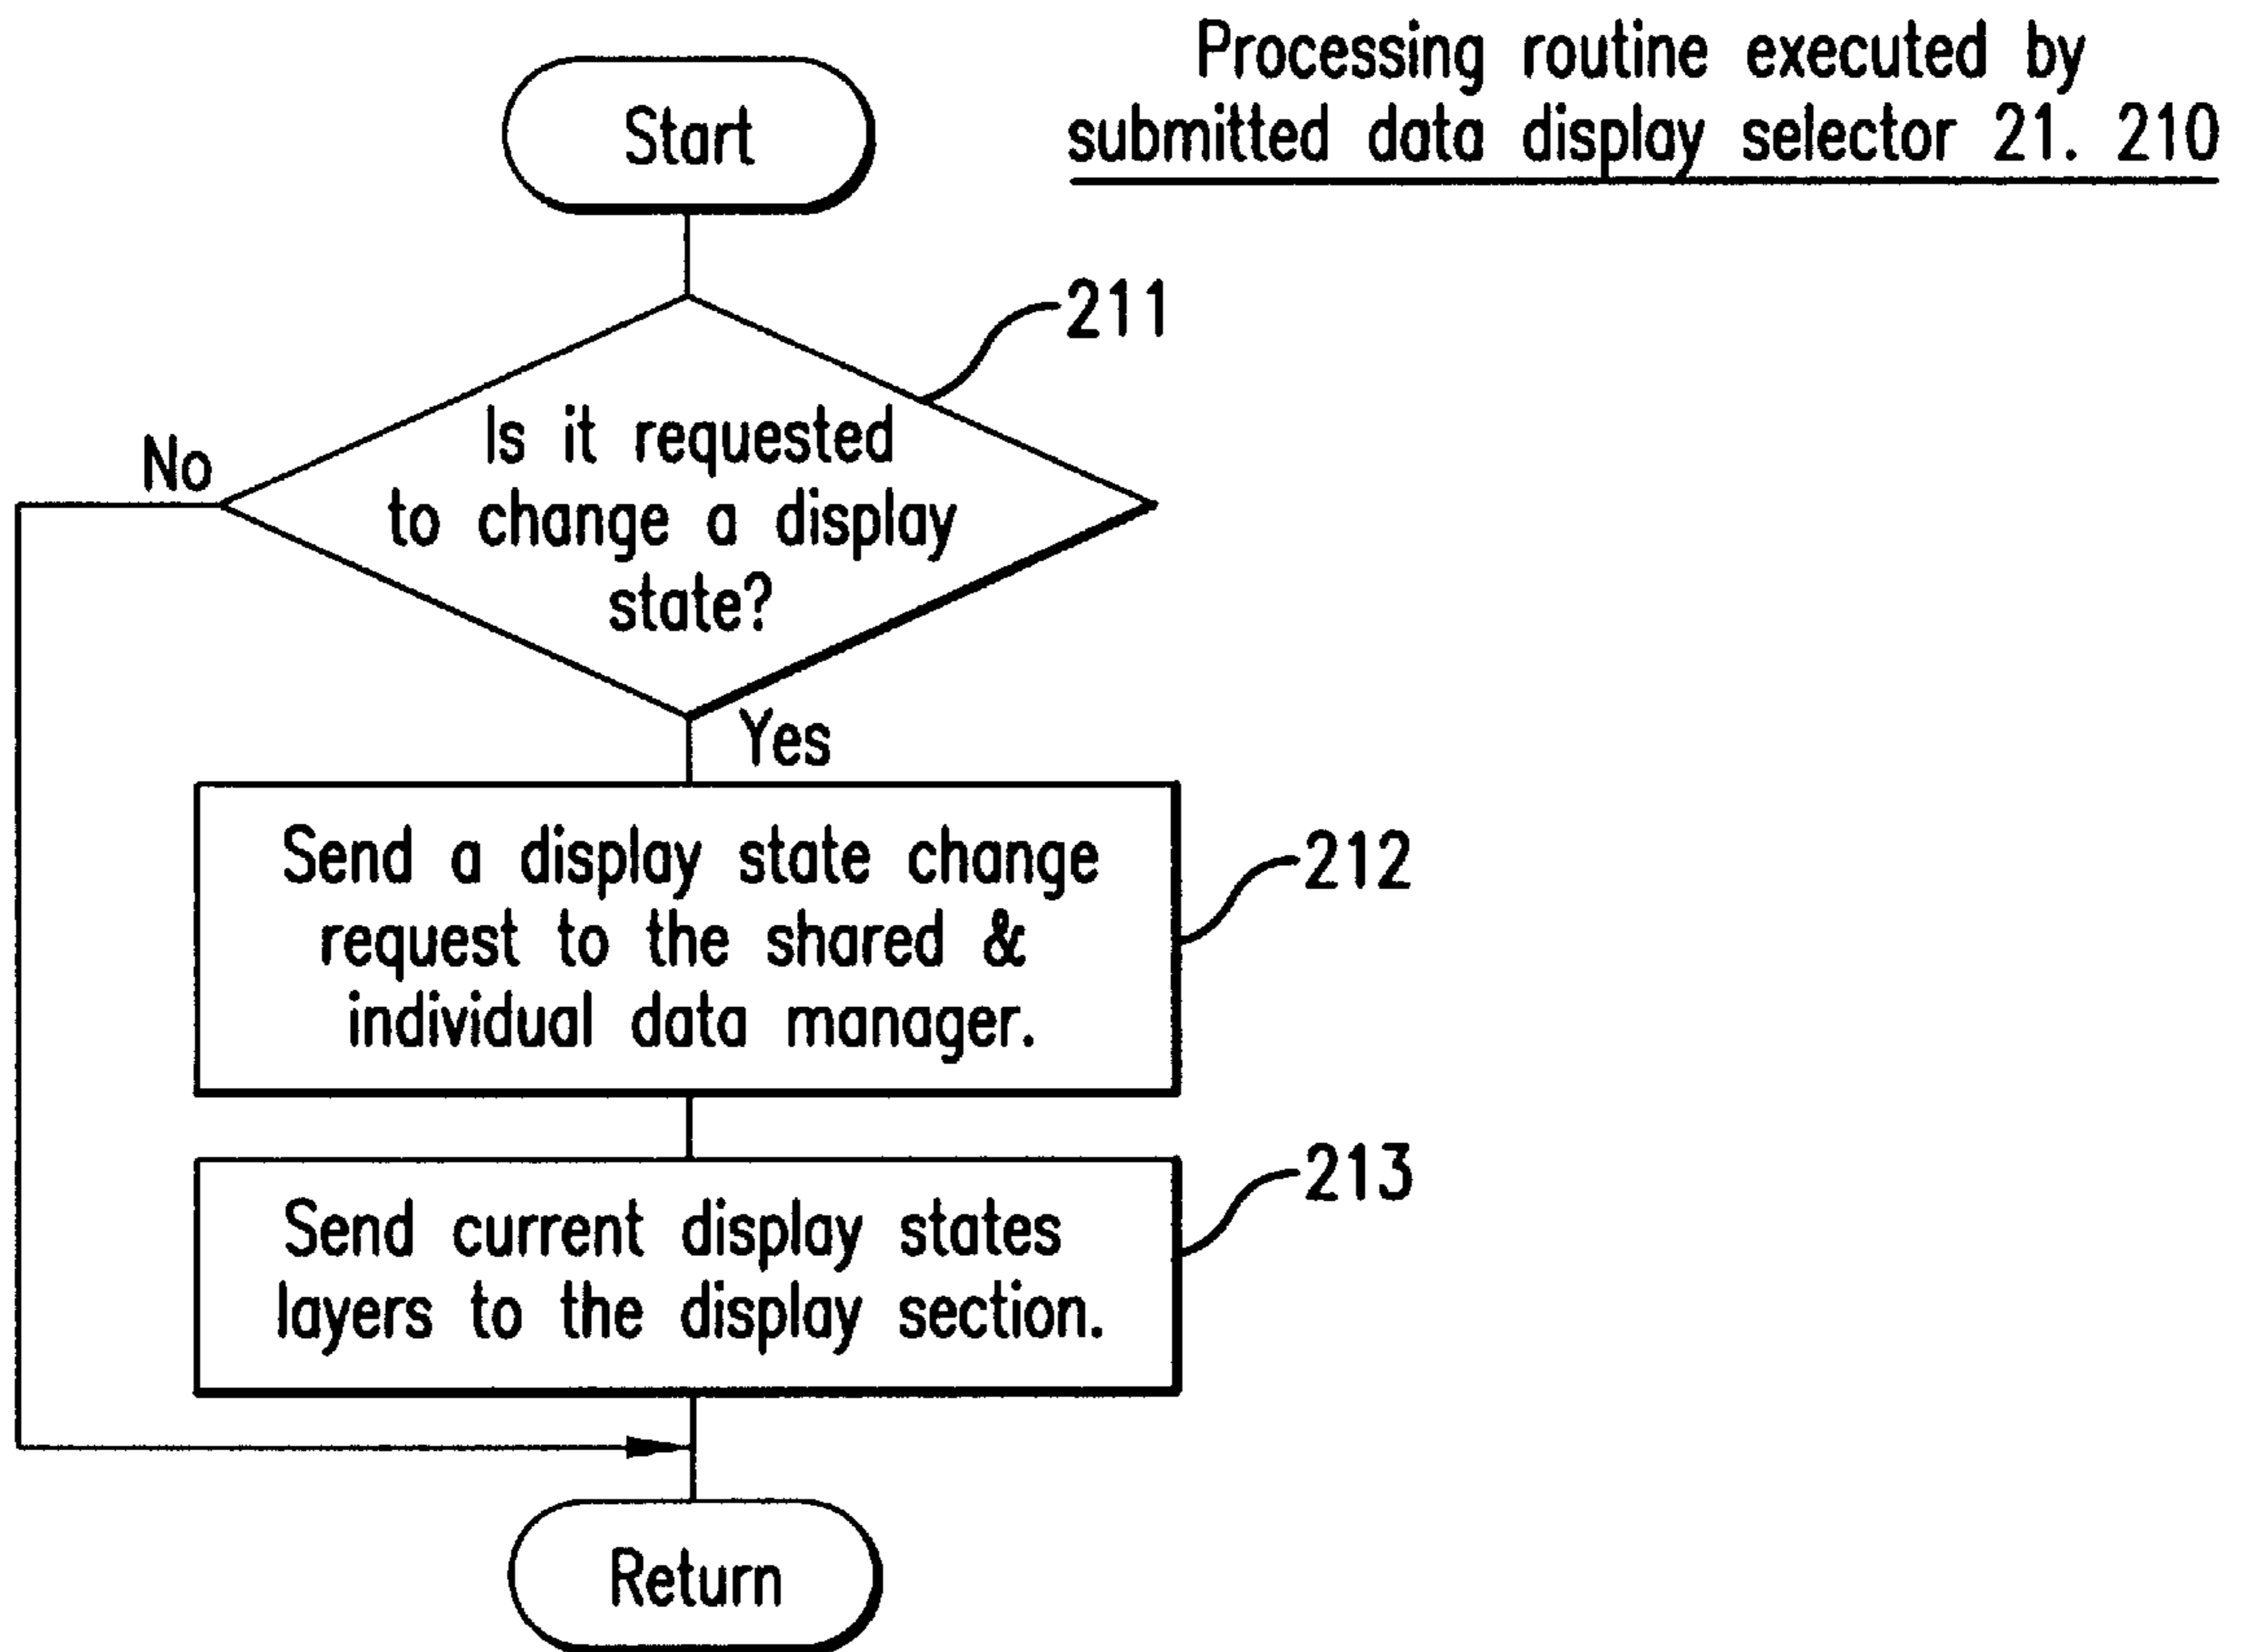 Processing routine executed by
submitted data display selector 21. 210
Start
211
Is it requested
to change a display
state?
No
Yes
Send a display state change
request to the shared &
individual data manager.
212
Send current display states
layers to the display section.
213
Return